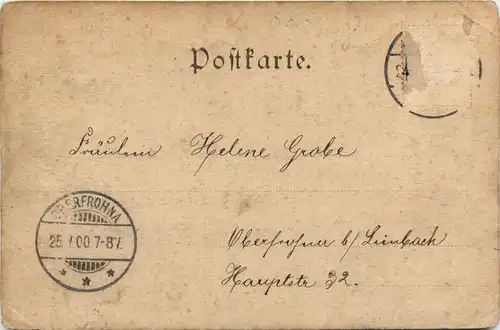 Postkarte.
Fräulein Helene Grobe
OBERFROHNA
25. 7.00 7-8V.
Oberfrohna b/ Limbach
Hauptstr 32.